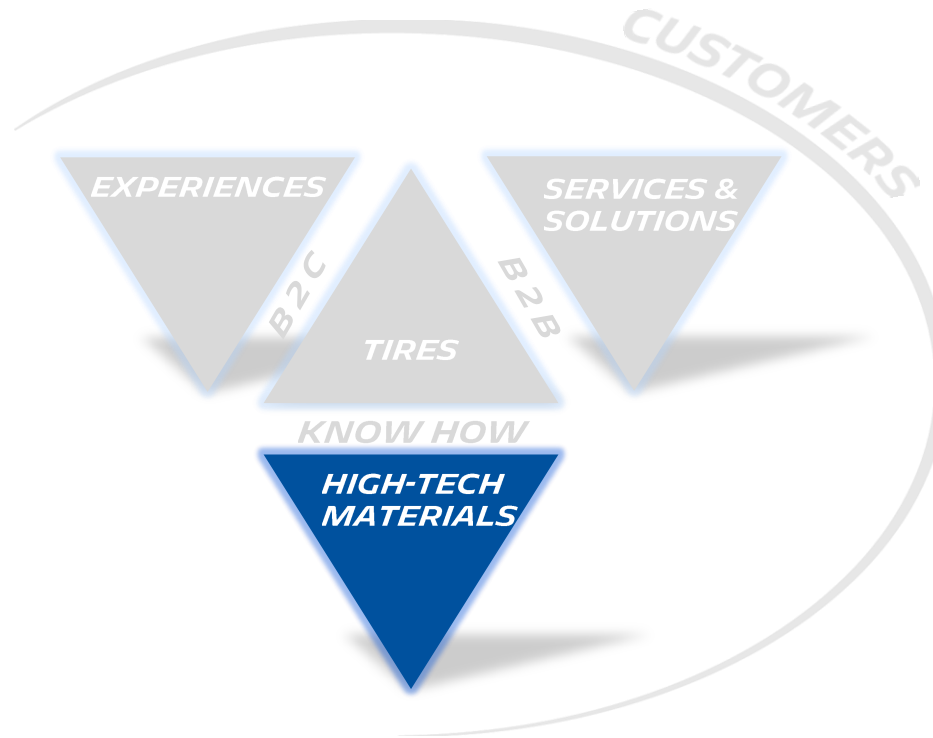 CUSTOMERS
EXPERIENCES
SERVICES &
SOLUTIONS
B2C
B2B
TIRES
KNOW HOW
HIGH-TECH
MATERIALS